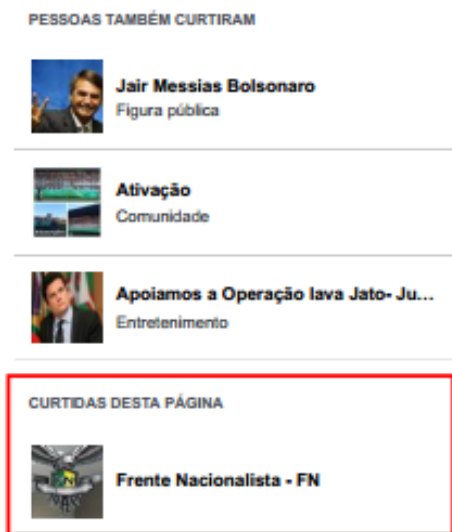 PESSOAS TAMBÉM CURTIRAM
Jair Messias Bolsonaro
Figura pública
Ativação
Comunidade
Apoiamos a Operação lava Jato- Ju...
Entretenimento
CURTIDAS DESTA PÁGINA
FN
Frente Nacionalista - FN